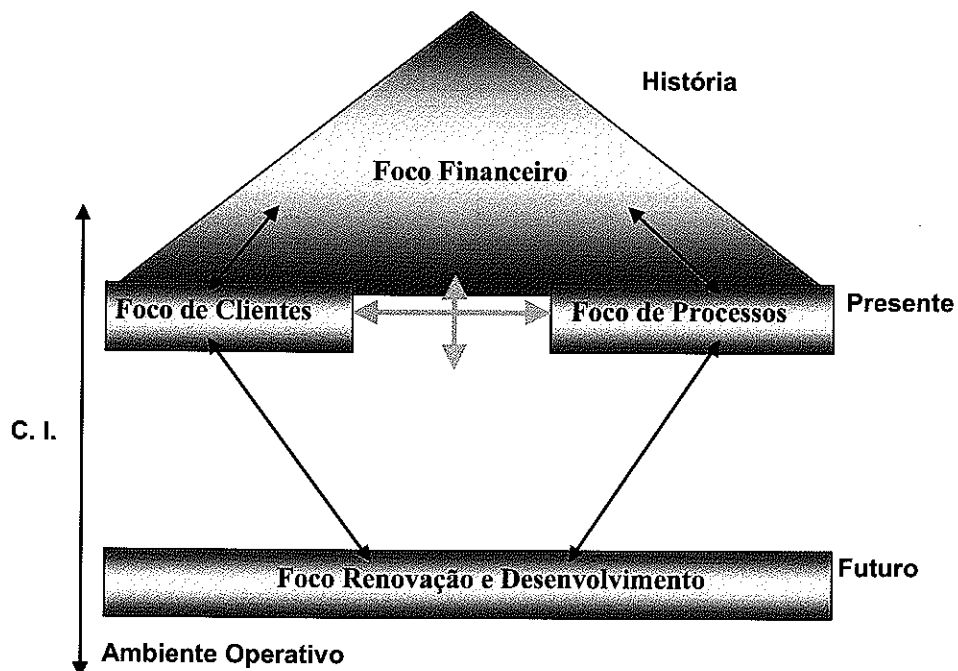 História
Foco Financeiro
Foco de Clientes
Foco de Processos
Presente
C. I.
Foco Renovação e Desenvolvimento
Futuro
Ambiente Operativo